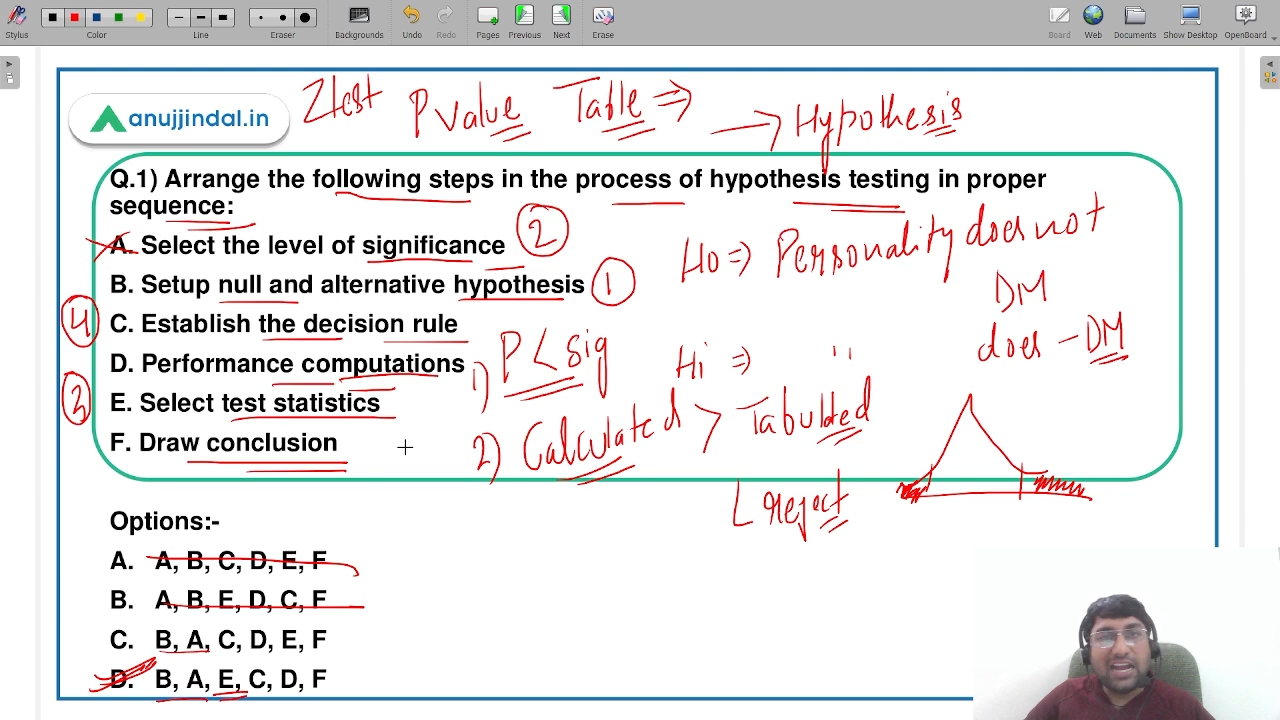 Stylus
Color
Line
Eraser
Backgrounds
Undo
Redo
Pages
Previous
Next
Erase
Board
Web
Documents
Show Desktop
OpenBoard
anujjindal.in
Ztest P value Table ⇒ → Hypothesis
Q.1) Arrange the following steps in the process of hypothesis testing in proper
sequence:
A. Select the level of significance 2
B. Setup null and alternative hypothesis 1
4 C. Establish the decision rule
D. Performance computations
3 E. Select test statistics
F. Draw conclusion
H0 ⇒ Personality does not
DM
Hi ⇒ " does - DM
1) P < sig
2) Calculated > Tabulated
reject
Options:-
A. A, B, C, D, E, F
B. A, B, E, D, C, F
C. B, A, C, D, E, F
D. B, A, E, C, D, F